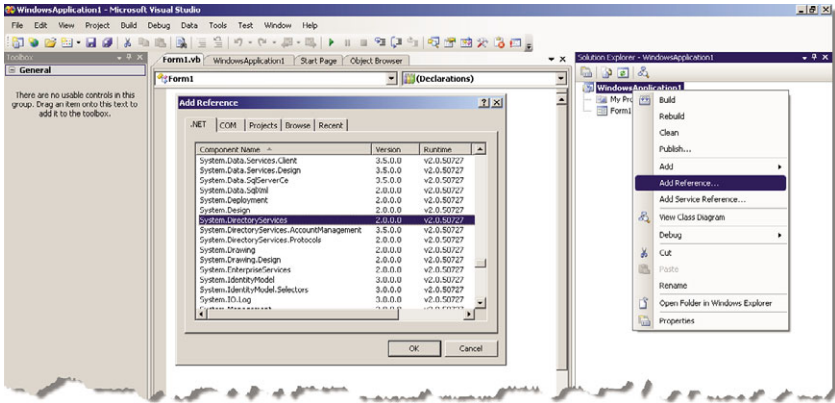 WindowsApplication1 - Microsoft Visual Studio
File Edit View Project Build Debug Data Tools Test Window Help
Toolbox
General
There are no usable controls in this
group. Drag an item onto this text to
add it to the toolbox.
Form1.vb WindowsApplication1 Start Page Object Browser
Form1 (Declarations)
Add Reference
.NET COM Projects Browse Recent
Component Name Version Runtime
System.Data.Services.Client 3.5.0.0 v2.0.50727
System.Data.Services.Design 3.5.0.0 v2.0.50727
System.Data.SqlServerCe 3.5.0.0 v2.0.50727
System.Data.SqlXml 2.0.0.0 v2.0.50727
System.Deployment 2.0.0.0 v2.0.50727
System.Design 2.0.0.0 v2.0.50727
System.DirectoryServices 2.0.0.0 v2.0.50727
System.DirectoryServices.AccountManagement 3.5.0.0 v2.0.50727
System.DirectoryServices.Protocols 2.0.0.0 v2.0.50727
System.Drawing 2.0.0.0 v2.0.50727
System.Drawing.Design 2.0.0.0 v2.0.50727
System.EnterpriseServices 2.0.0.0 v2.0.50727
System.IdentityModel 3.0.0.0 v2.0.50727
System.IdentityModel.Selectors 3.0.0.0 v2.0.50727
System.IO.Log 3.0.0.0 v2.0.50727
System.Management
OK Cancel
Solution Explorer - WindowsApplication1
WindowsApplication1
My Pro
Form1
Build
Rebuild
Clean
Publish...
Add
Add Reference...
Add Service Reference...
View Class Diagram
Debug
Cut
Paste
Rename
Open Folder in Windows Explorer
Properties